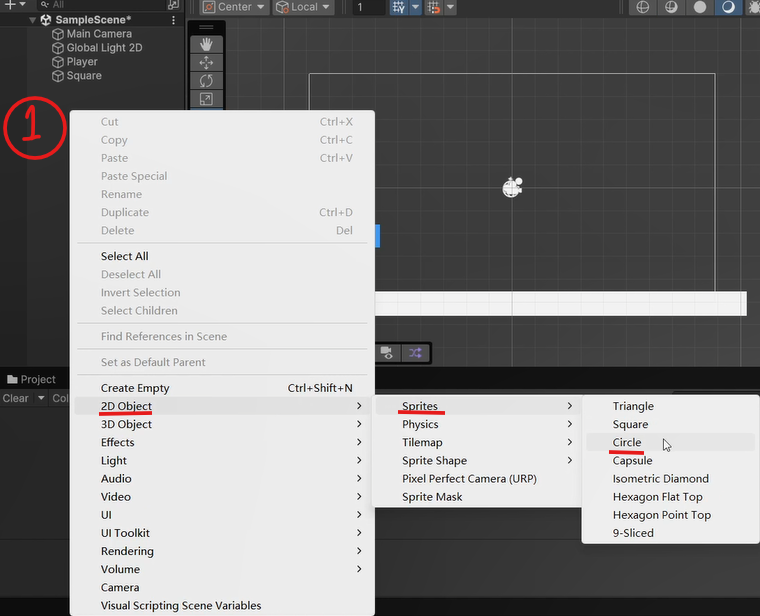 All
Center
Local
1
SampleScene*
Main Camera
Global Light 2D
Player
Square
1
Cut Ctrl+X
Copy Ctrl+C
Paste Ctrl+V
Paste Special
Rename
Duplicate Ctrl+D
Delete Del
Select All
Deselect All
Invert Selection
Select Children
Find References in Scene
Set as Default Parent
Project
Create Empty Ctrl+Shift+N
Clear
Col
2D Object
3D Object
Effects
Light
Audio
Video
UI
UI Toolkit
Rendering
Volume
Camera
Visual Scripting Scene Variables
Sprites
Physics
Tilemap
Sprite Shape
Pixel Perfect Camera (URP)
Sprite Mask
Triangle
Square
Circle
Capsule
Isometric Diamond
Hexagon Flat Top
Hexagon Point Top
9-Sliced